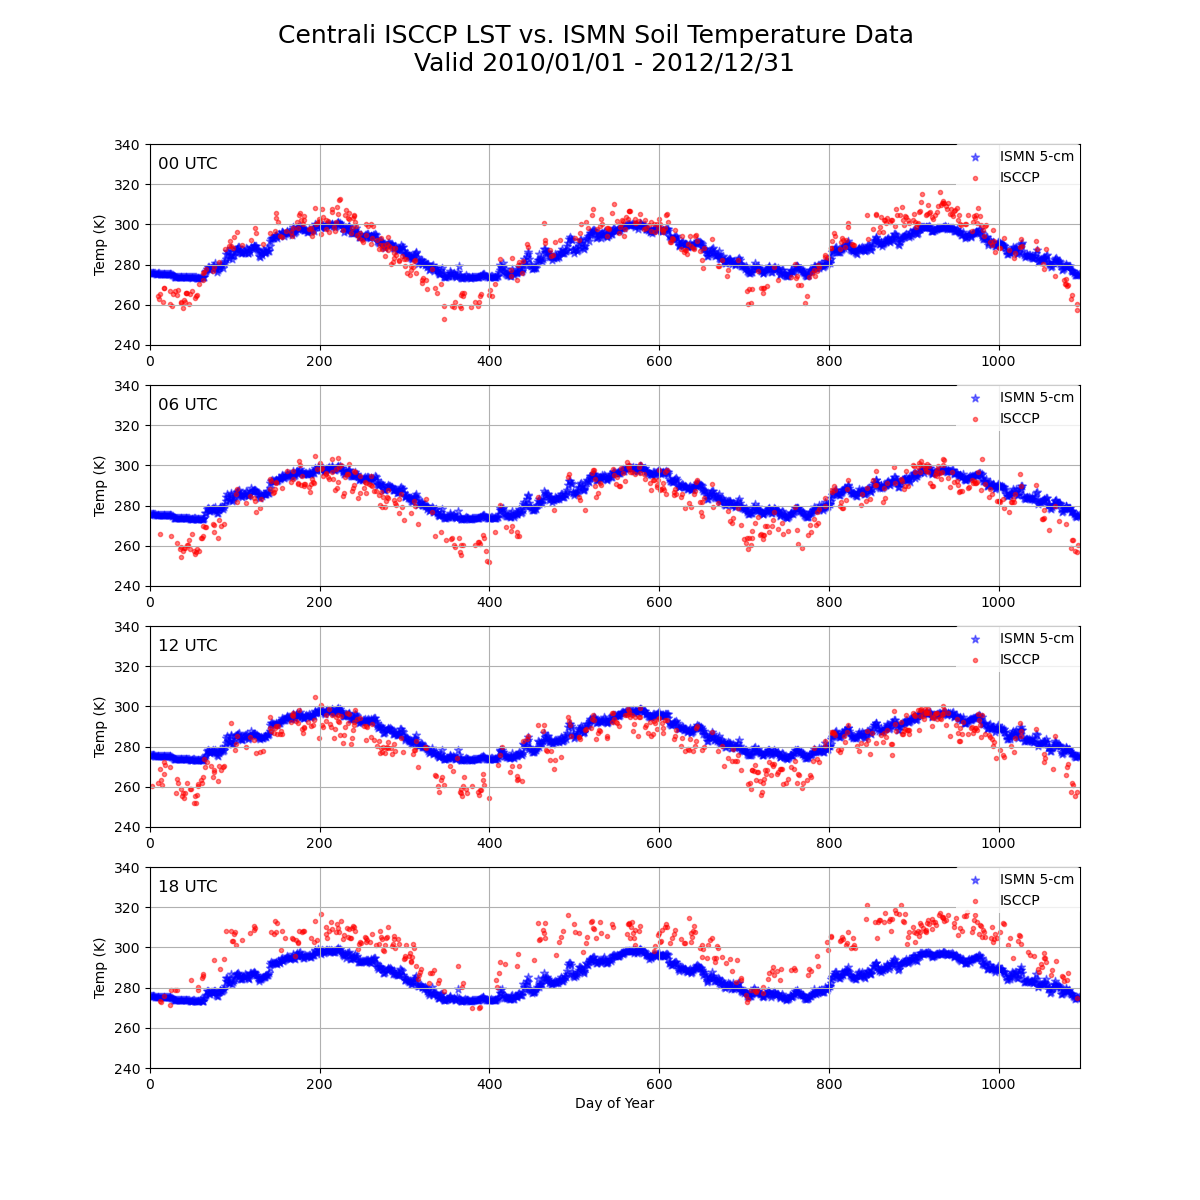 Centrali ISCCP LST vs. ISMN Soil Temperature Data
Valid 2010/01/01 - 2012/12/31
340
320
300
280
260
240
Temp (K)
00 UTC
ISMN 5-cm
ISCCP
0 200 400 600 800 1000
340
320
300
280
260
240
Temp (K)
06 UTC
ISMN 5-cm
ISCCP
0 200 400 600 800 1000
340
320
300
280
260
240
Temp (K)
12 UTC
ISMN 5-cm
ISCCP
0 200 400 600 800 1000
340
320
300
280
260
240
Temp (K)
18 UTC
ISMN 5-cm
ISCCP
0 200 400 600 800 1000
Day of Year